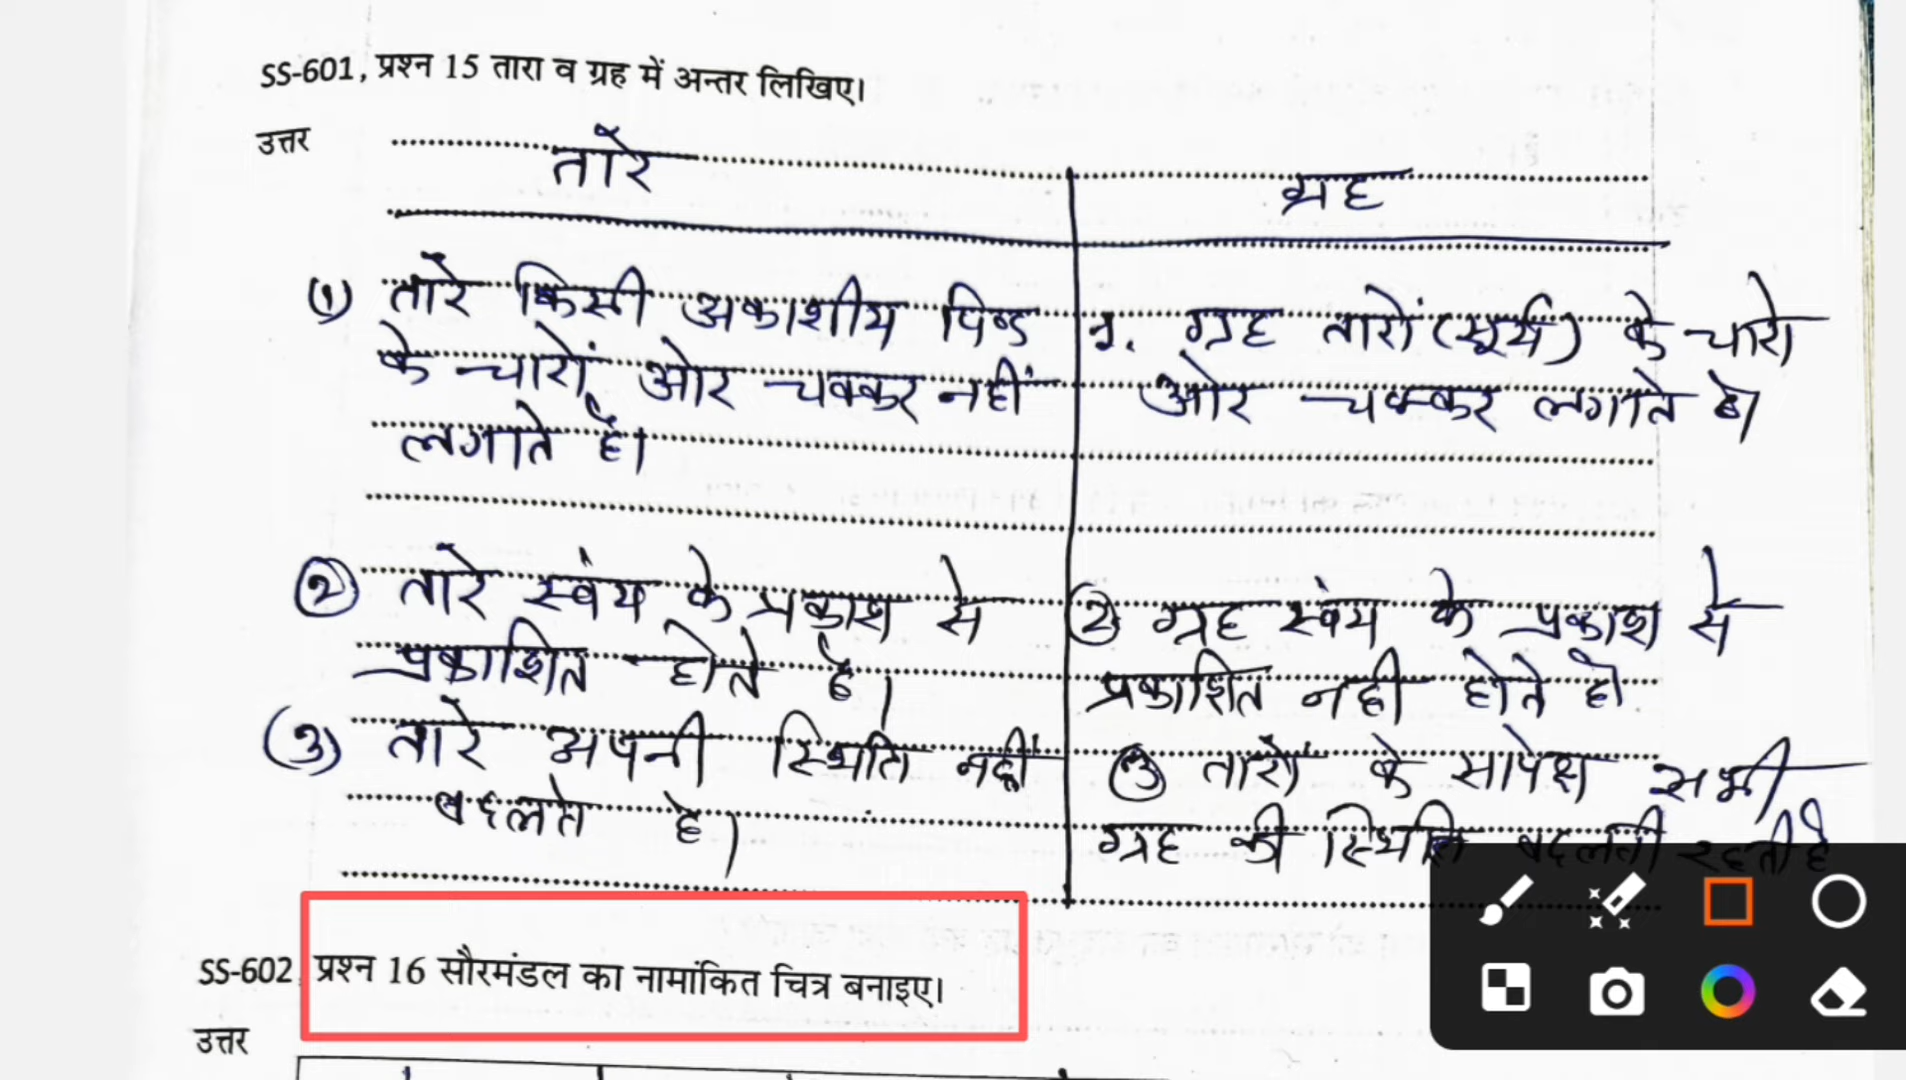 SS-601, प्रश्न 15 तारा व ग्रह में अन्तर लिखिए।
उत्तर
तारे
ग्रह
(1) तारे किसी अकाशीय पिण्ड
के चारों ओर चक्कर नहीं
लगाते है।
1. ग्रह तारों (सूर्य) के चारो
ओर चक्कर लगाते है।
② तारे स्वंय के प्रकाश से
प्रकाशित होते है।
② ग्रह स्वंय के प्रकाश से
प्रकाशित नही होते है।
(3) तारे अपनी स्थिति नहीं
बदलते है।
③ तारों के सापेक्ष सभी
ग्रह की स्थिति बदलती रहती है
SS-602, प्रश्न 16 सौरमंडल का नामांकित चित्र बनाइए।
उत्तर